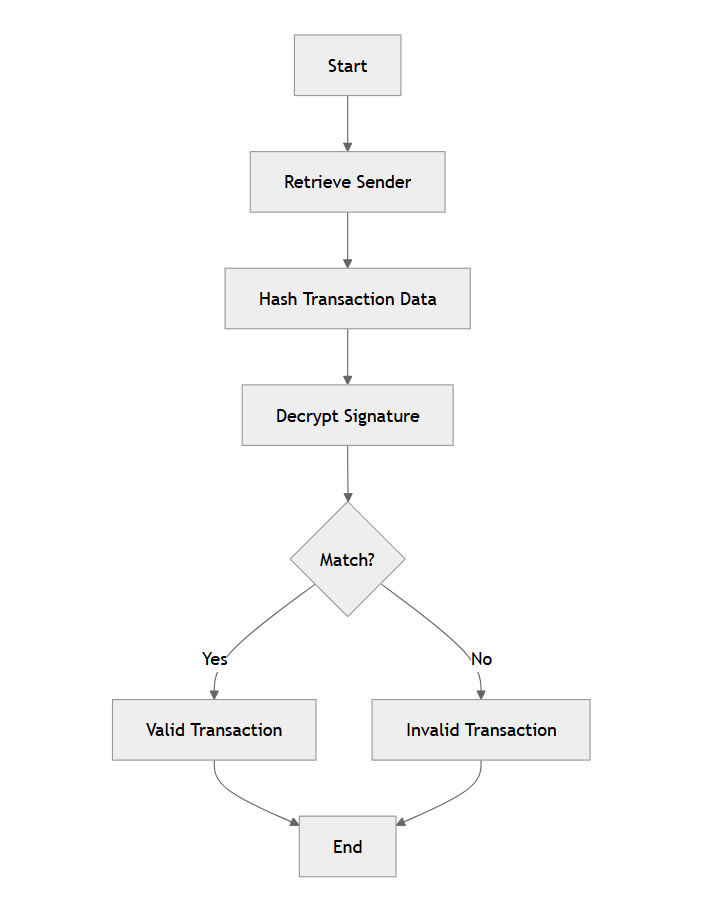 Start
Retrieve Sender
Hash Transaction Data
Decrypt Signature
Match?
Yes
No
Valid Transaction
Invalid Transaction
End